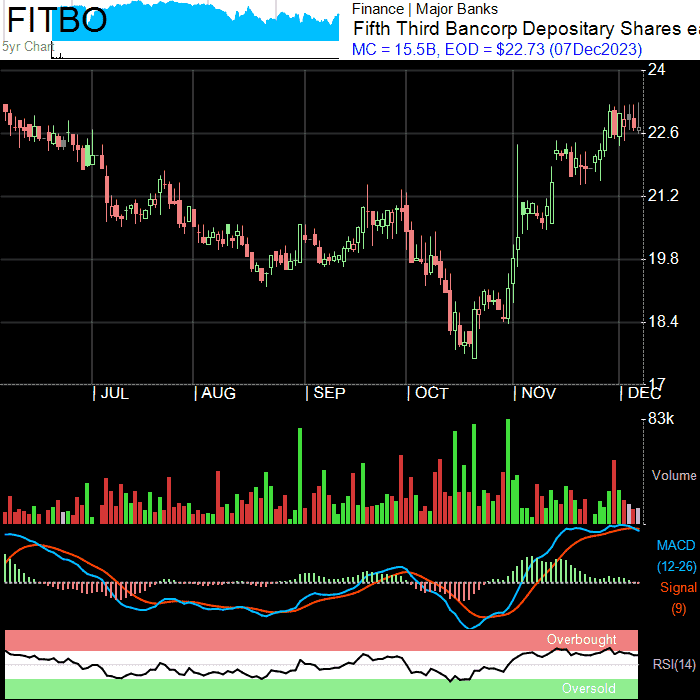 FITBO
5yr Chart
Finance | Major Banks
Fifth Third Bancorp Depositary Shares ea
MC = 15.5B, EOD = $22.73 (07Dec2023)
24
22.6
21.2
19.8
18.4
17
| JUL | AUG | SEP | OCT | NOV | DEC
83k
Volume
MACD
(12-26)
Signal
(9)
Overbought
RSI(14)
Oversold